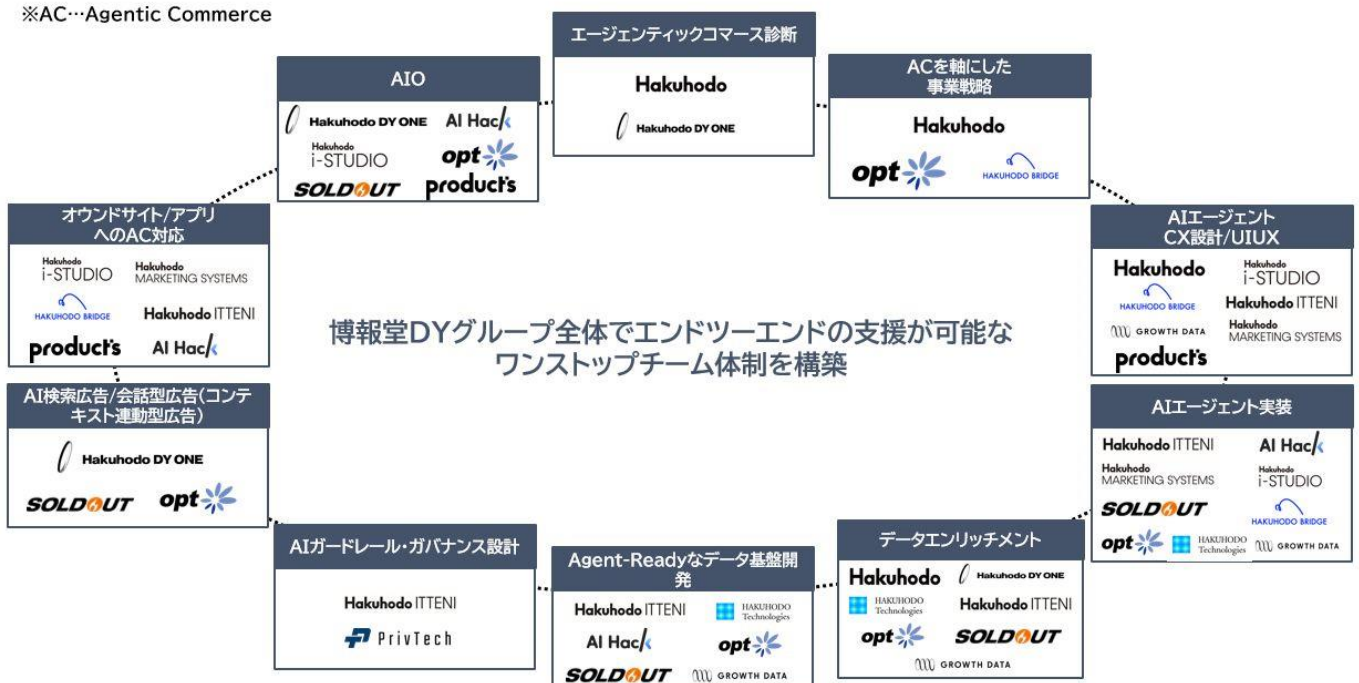 ※AC…Agentic Commerce
エージェンティックコマース診断
Hakuhodo
Hakuhodo DY ONE
ACを軸にした
事業戦略
Hakuhodo
opt
HAKUHODO BRIDGE
AIエージェント
CX設計/UIUX
Hakuhodo
Hakuhodo
i-STUDIO
HAKUHODO BRIDGE
Hakuhodo ITTENI
GROWTH DATA
Hakuhodo
MARKETING SYSTEMS
product's
AIエージェント実装
Hakuhodo ITTENI
AI Hack
Hakuhodo
MARKETING SYSTEMS
Hakuhodo
i-STUDIO
SOLDOUT
HAKUHODO BRIDGE
opt
HAKUHODO
Technologies
GROWTH DATA
データエンリッチメント
Hakuhodo
Hakuhodo DY ONE
HAKUHODO
Technologies
Hakuhodo ITTENI
opt
SOLDOUT
GROWTH DATA
Agent-Readyなデータ基盤開
発
Hakuhodo ITTENI
HAKUHODO
Technologies
AI Hack
opt
SOLDOUT
GROWTH DATA
AIガードレール・ガバナンス設計
Hakuhodo ITTENI
PrivTech
AI検索広告/会話型広告(コンテ
キスト連動型広告)
Hakuhodo DY ONE
SOLDOUT
opt
オウンドサイト/アプリ
へのAC対応
Hakuhodo
i-STUDIO
Hakuhodo
MARKETING SYSTEMS
HAKUHODO BRIDGE
Hakuhodo ITTENI
product's
AI Hack
AIO
Hakuhodo DY ONE
AI Hack
Hakuhodo
i-STUDIO
opt
SOLDOUT
product's
博報堂DYグループ全体でエンドツーエンドの支援が可能な
ワンストップチーム体制を構築